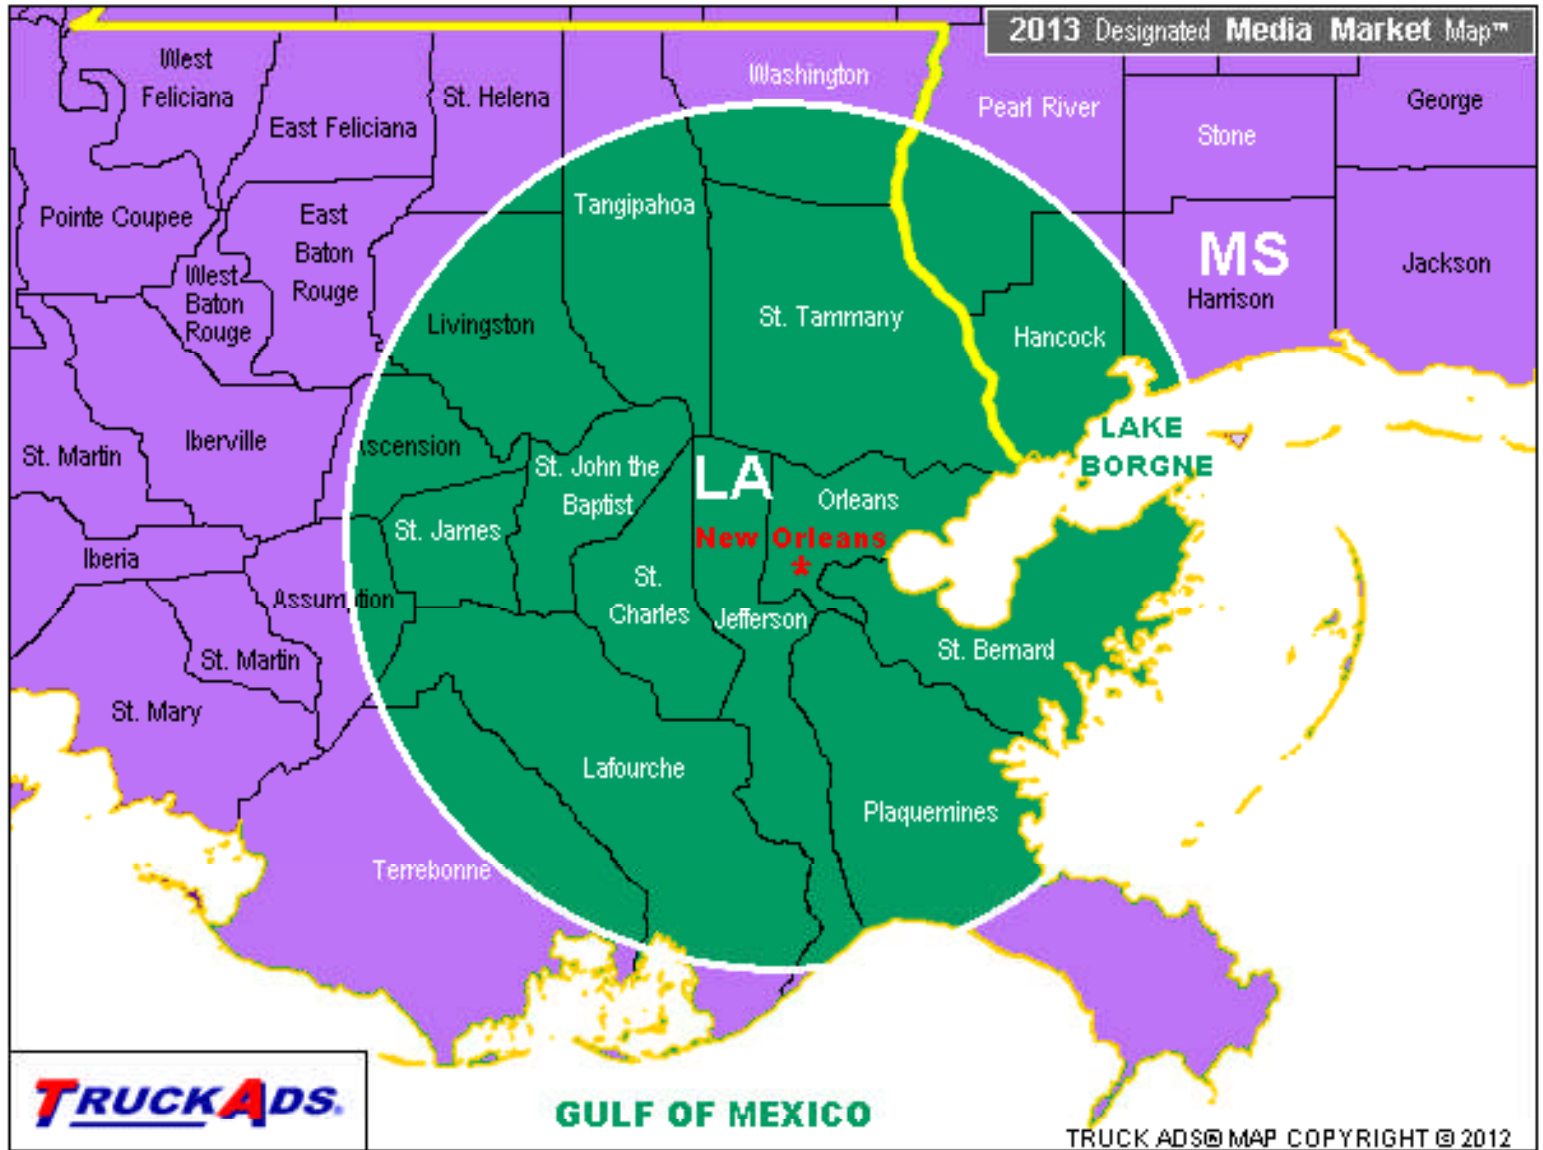 2013 Designated Media Market Map™
West
Feliciana
East Feliciana
St. Helena
Washington
Pearl River
Stone
George
Pointe Coupee
East
Baton
Rouge
Tangipahoa
MS
Harrison
Jackson
West
Baton
Rouge
Livingston
St. Tammany
Hancock
St. Martin
Iberville
Ascension
St. John the
Baptist
LA
Orleans
LAKE
BORGNE
New Orleans
*
St. James
Iberia
Assumption
St.
Charles
Jefferson
St. Bernard
St. Martin
St. Mary
Lafourche
Plaquemines
Terrebonne
TRUCKADS®
GULF OF MEXICO
TRUCK ADS® MAP COPYRIGHT © 2012